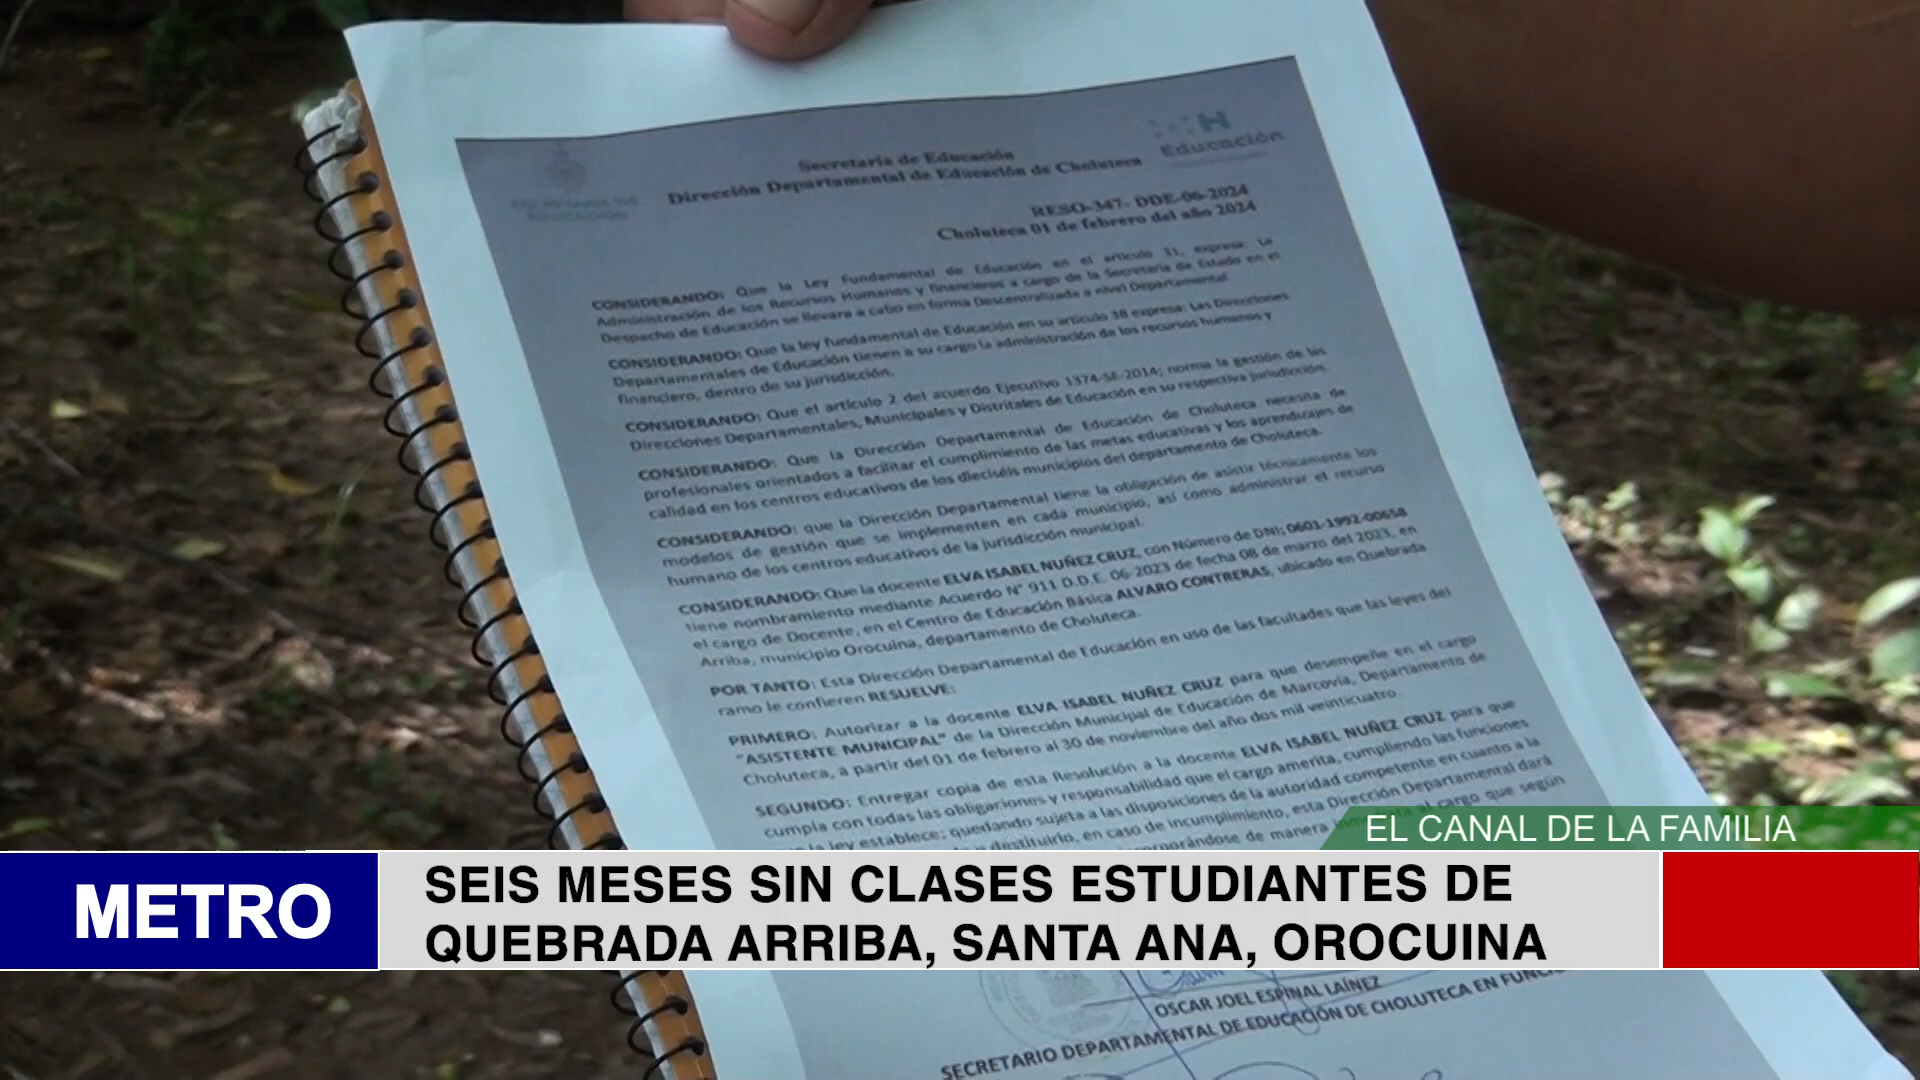 SECRETARÍA DE
EDUCACIÓN
Secretaria de Educación
Dirección Departamental de Educación de Choluteca
Educación
RESO-347- DDE-06-2024
Choluteca 01 de febrero del año 2024
CONSIDERANDO: Que la Ley Fundamental de Educación en el artículo 31, expresa: La
Administración de los Recursos Humanos y financieros a cargo de la Secretaria de Estado en el
Despacho de Educación se llevara a cabo en forma Descentralizada a nivel Departamental
CONSIDERANDO: Que la ley fundamental de Educación en su artículo 38 expresa: Las Direcciones
Departamentales de Educación tienen a su cargo la administración de los recursos humanos y
financiero, dentro de su jurisdicción.
CONSIDERANDO: Que el artículo 2 del acuerdo Ejecutivo 1374-SE-2014; norma la gestión de las
Direcciones Departamentales, Municipales y Distritales de Educación en su respectiva jurisdicción.
CONSIDERANDO: Que la Dirección Departamental de Educación de Choluteca necesita de
profesionales orientados a facilitar el cumplimiento de las metas educativas y los aprendizajes de
calidad en los centros educativos de los dieciséis municipios del departamento de Choluteca.
CONSIDERANDO: que la Dirección Departamental tiene la obligación de asistir técnicamente los
modelos de gestión que se implementen en cada municipio, así como administrar el recurso
humano de los centros educativos de la jurisdicción municipal.
CONSIDERANDO: Que la docente ELVA ISABEL NUÑEZ CRUZ, con Número de DNI; 0601-1992-00658
tiene nombramiento mediante Acuerdo N° 911 D.D.E. 06-2023 de fecha 08 de marzo del 2023, en
el cargo de Docente, en el Centro de Educación Básica ALVARO CONTRERAS, ubicado en Quebrada
Arriba, municipio Orocuina, departamento de Choluteca.
POR TANTO: Esta Dirección Departamental de Educación en uso de las facultades que las leyes del
ramo le confieren RESUELVE:
PRIMERO: Autorizar a la docente ELVA ISABEL NUÑEZ CRUZ para que desempeñe en el cargo
"ASISTENTE MUNICIPAL" de la Dirección Municipal de Educación de Marcovia, Departamento de
Choluteca, a partir del 01 de febrero al 30 de noviembre del año dos mil veinticuatro.
SEGUNDO: Entregar copia de esta Resolución a la docente ELVA ISABEL NUÑEZ CRUZ para que
cumpla con todas las obligaciones y responsabilidad que el cargo amerita, cumpliendo las funciones
que la ley establece; quedando sujeta a las disposiciones de la autoridad competente en cuanto a la
destituirlo, en caso de incumplimiento, esta Dirección Departamental dará
incorporándose de manera inmediata al cargo que según
EL CANAL DE LA FAMILIA
METRO
SEIS MESES SIN CLASES ESTUDIANTES DE
QUEBRADA ARRIBA, SANTA ANA, OROCUINA
OSCAR JOEL ESPINAL LAÍNEZ
SECRETARIO DEPARTAMENTAL DE EDUCACIÓN DE CHOLUTECA EN